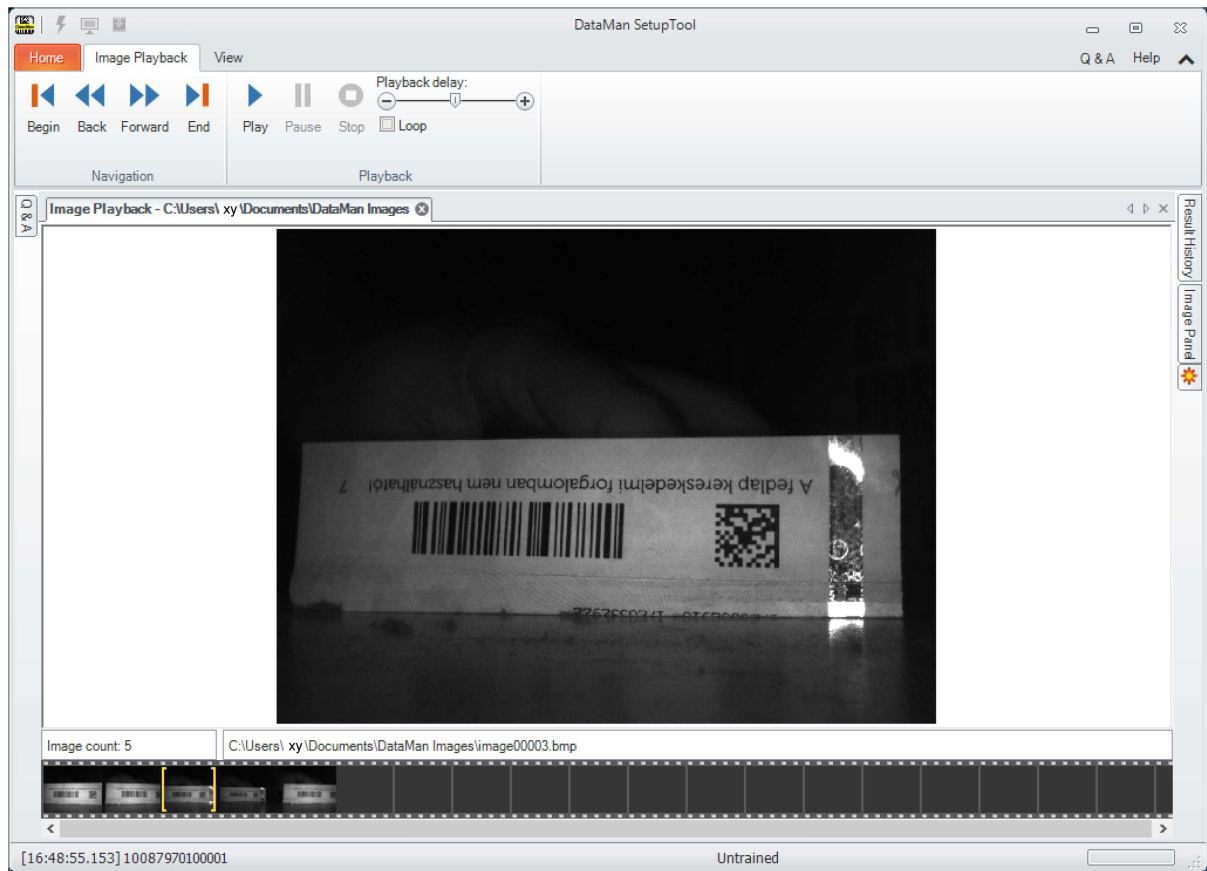 DataMan SetupTool
Home Image Playback View Q & A Help
Begin Back Forward End Play Pause Stop Playback delay: Loop
Navigation Playback
Q & A
Image Playback - C:\Users\ xy \Documents\DataMan Images
Result History
Image Panel
A fedlap kereskedelmi forgalomban nem használható! 7
Image count: 5 C:\Users\ xy \Documents\DataMan Images\image00003.bmp
[16:48:55.153] 10087970100001 Untrained